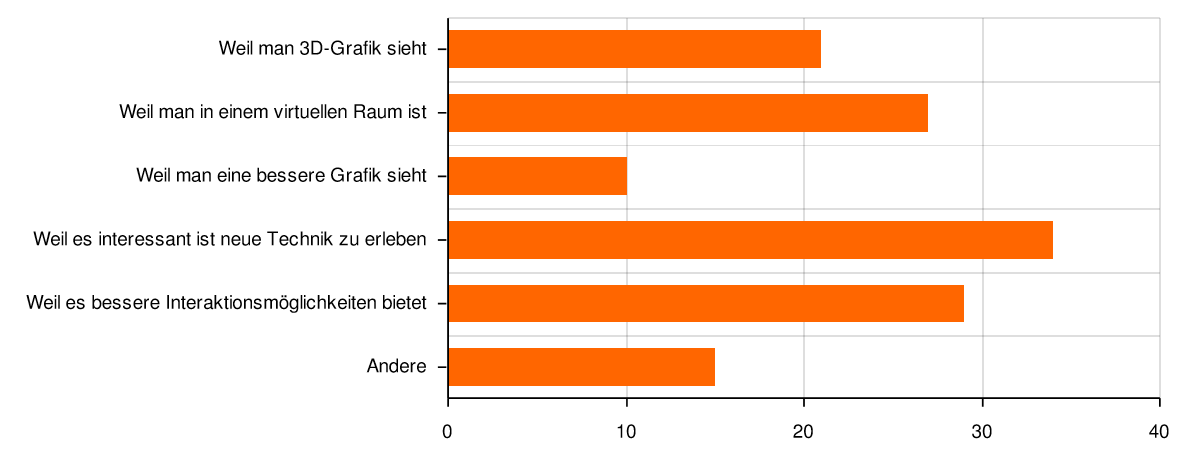 Weil man 3D-Grafik sieht
Weil man in einem virtuellen Raum ist
Weil man eine bessere Grafik sieht
Weil es interessant ist neue Technik zu erleben
Weil es bessere Interaktionsmöglichkeiten bietet
Andere
0 10 20 30 40